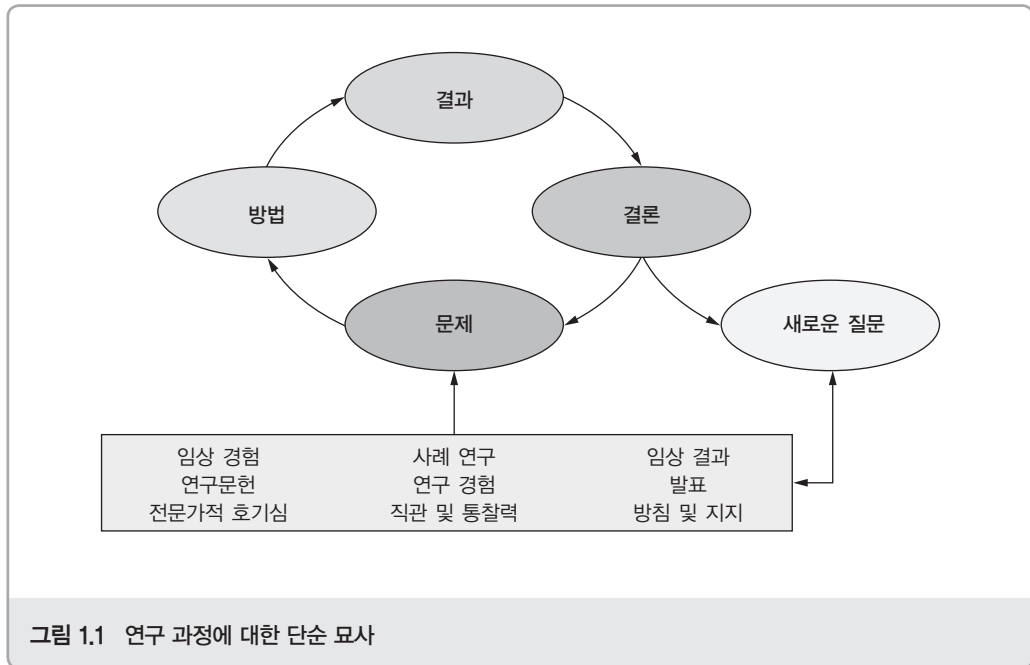 결과
방법
결론
문제
새로운 질문
임상 경험 사례 연구 임상 결과
연구문헌 연구 경험 발표
전문가적 호기심 직관 및 통찰력 방침 및 지지
그림 1.1 연구 과정에 대한 단순 묘사